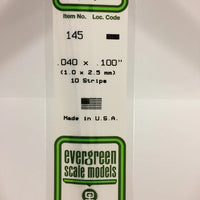 Item No. Loc. Code
145
.040 x .100"
(1.0 x 2.5 mm)
10 Strips
Made in U.S.A.
evergreen
scale models